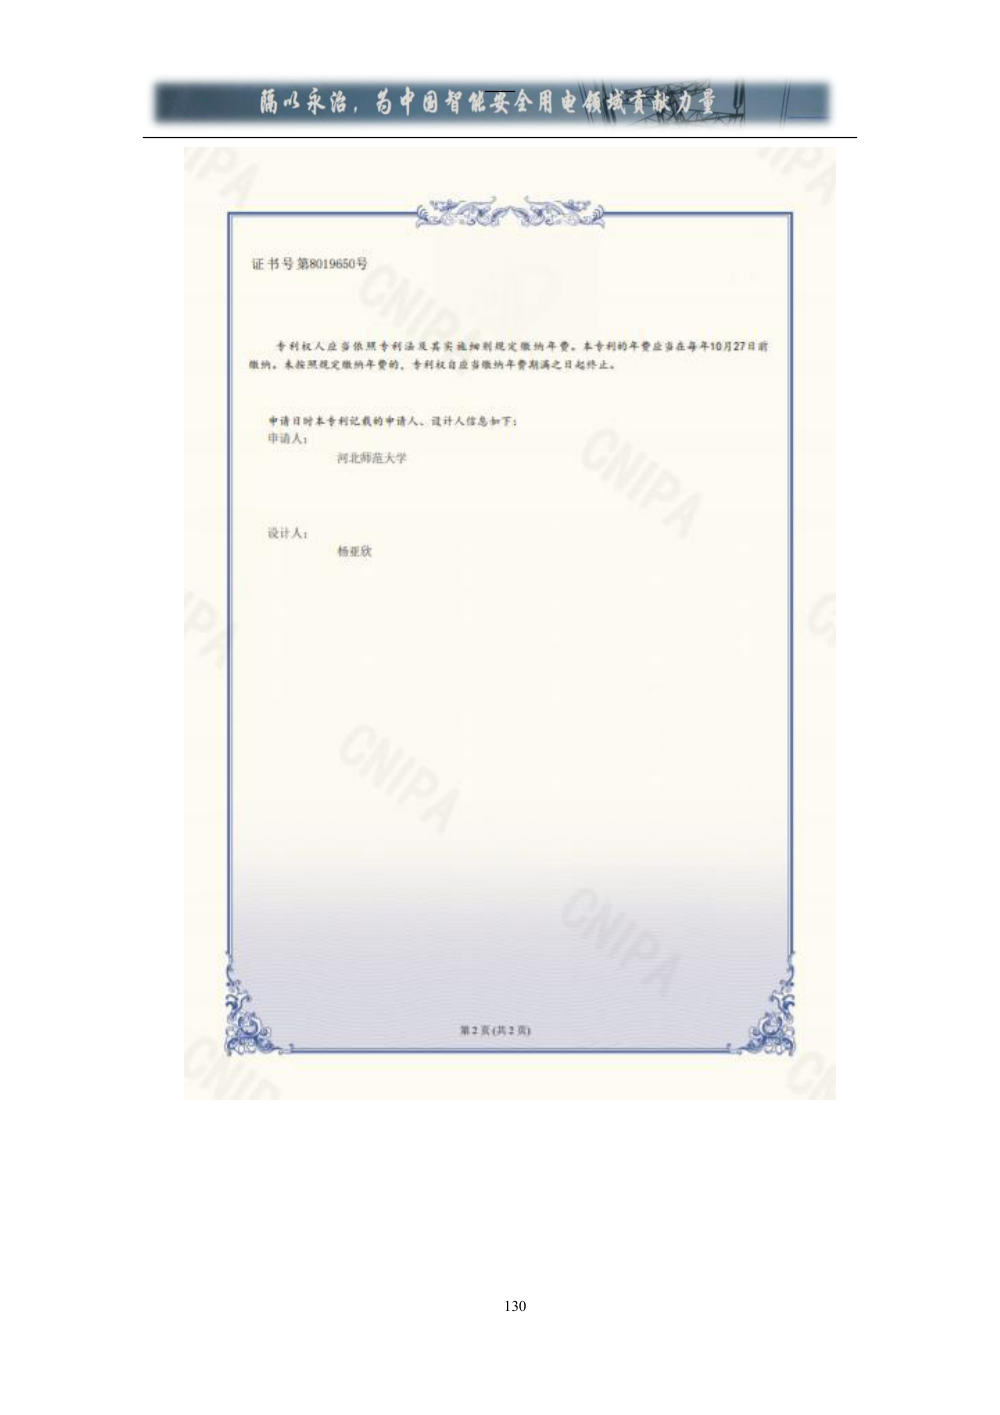 隔以永治，为中国智能安全用电领域贡献力量
证书号第8019650号
专利权人应当依照专利法及其实施细则规定缴纳年费。本专利的年费应当在每年10月27日前
缴纳。未按照规定缴纳年费的，专利权自应当缴纳年费期满之日起终止。
申请日时本专利记载的申请人、设计人信息如下：
申请人：
河北师范大学
设计人：
杨亚欣
第2页(共2页)
CNIPA
CNIPA
CNIPA
CNIPA
130